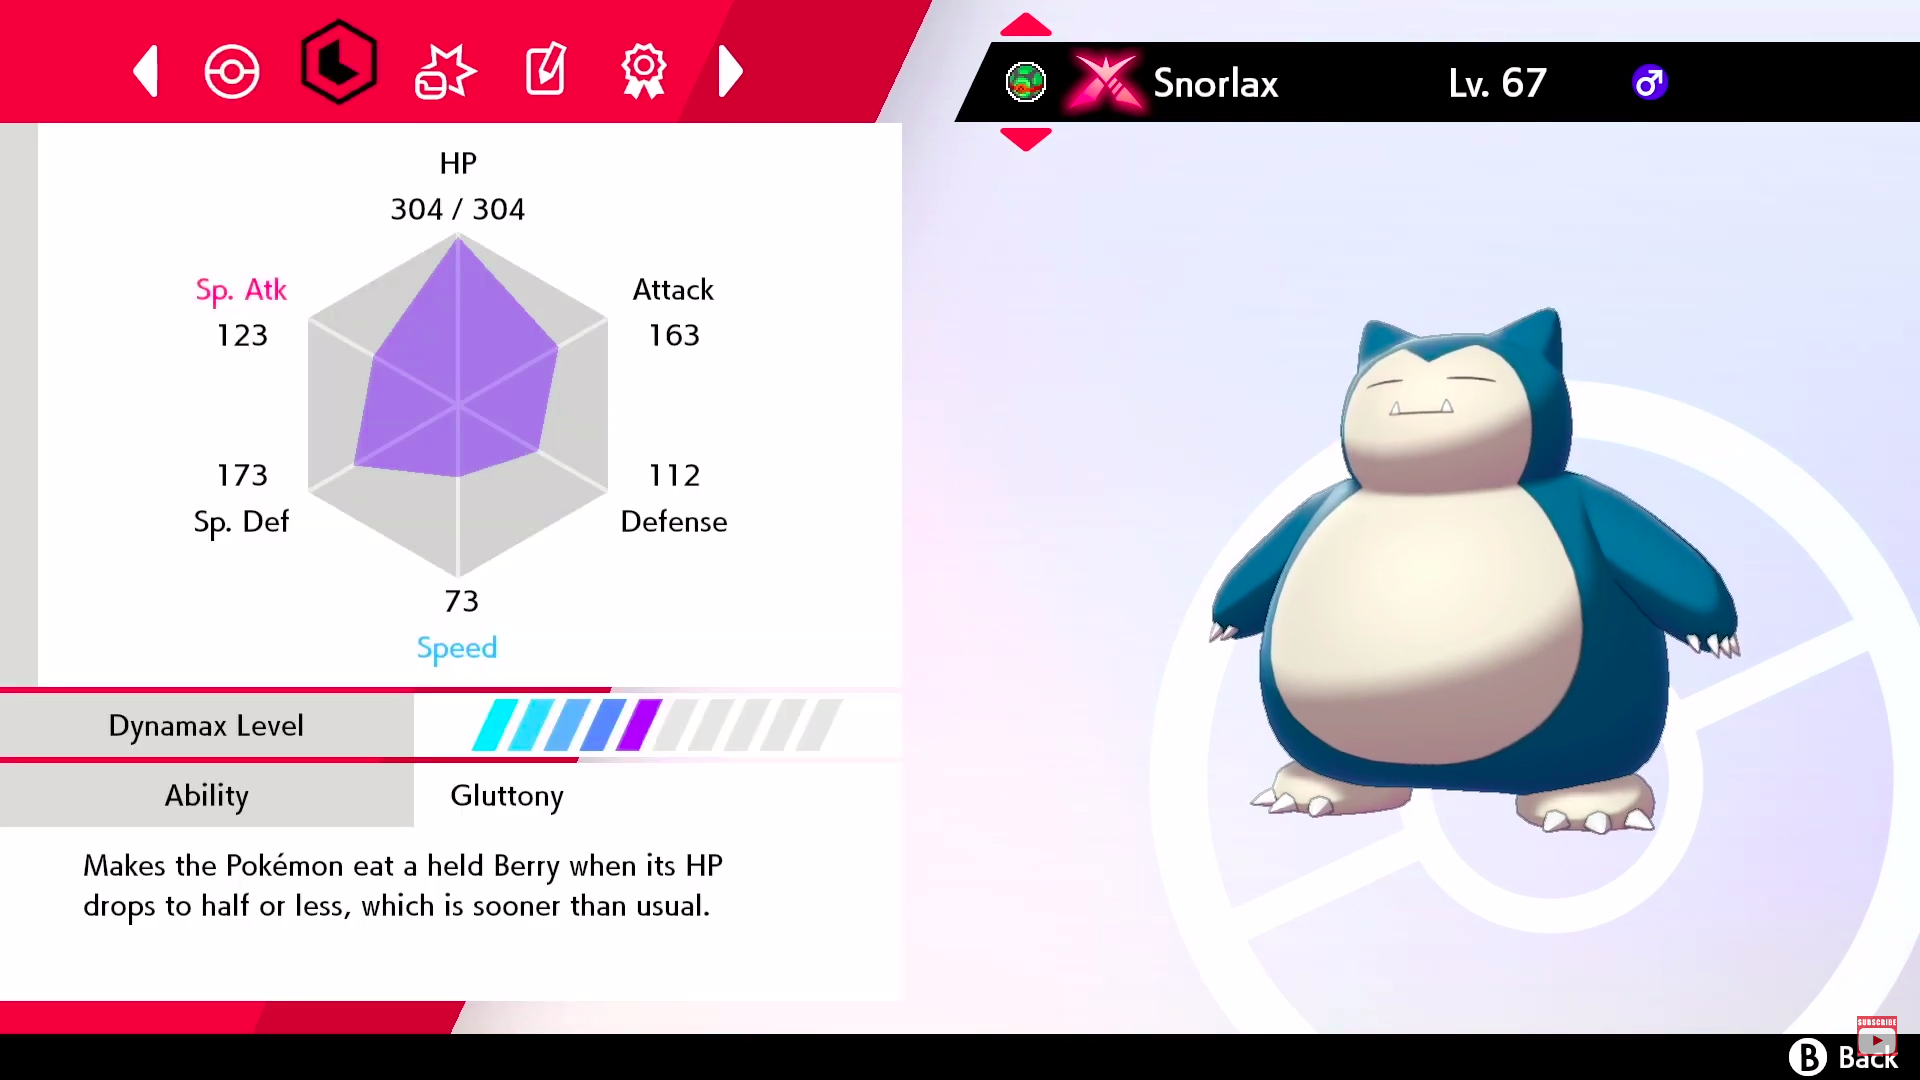 Snorlax
Lv. 67
HP
304 / 304
Sp. Atk
123
Attack
163
173
Sp. Def
112
Defense
73
Speed
Dynamax Level
Ability
Gluttony
Makes the Pokémon eat a held Berry when its HP
drops to half or less, which is sooner than usual.
SUBSCRIBE
B Back